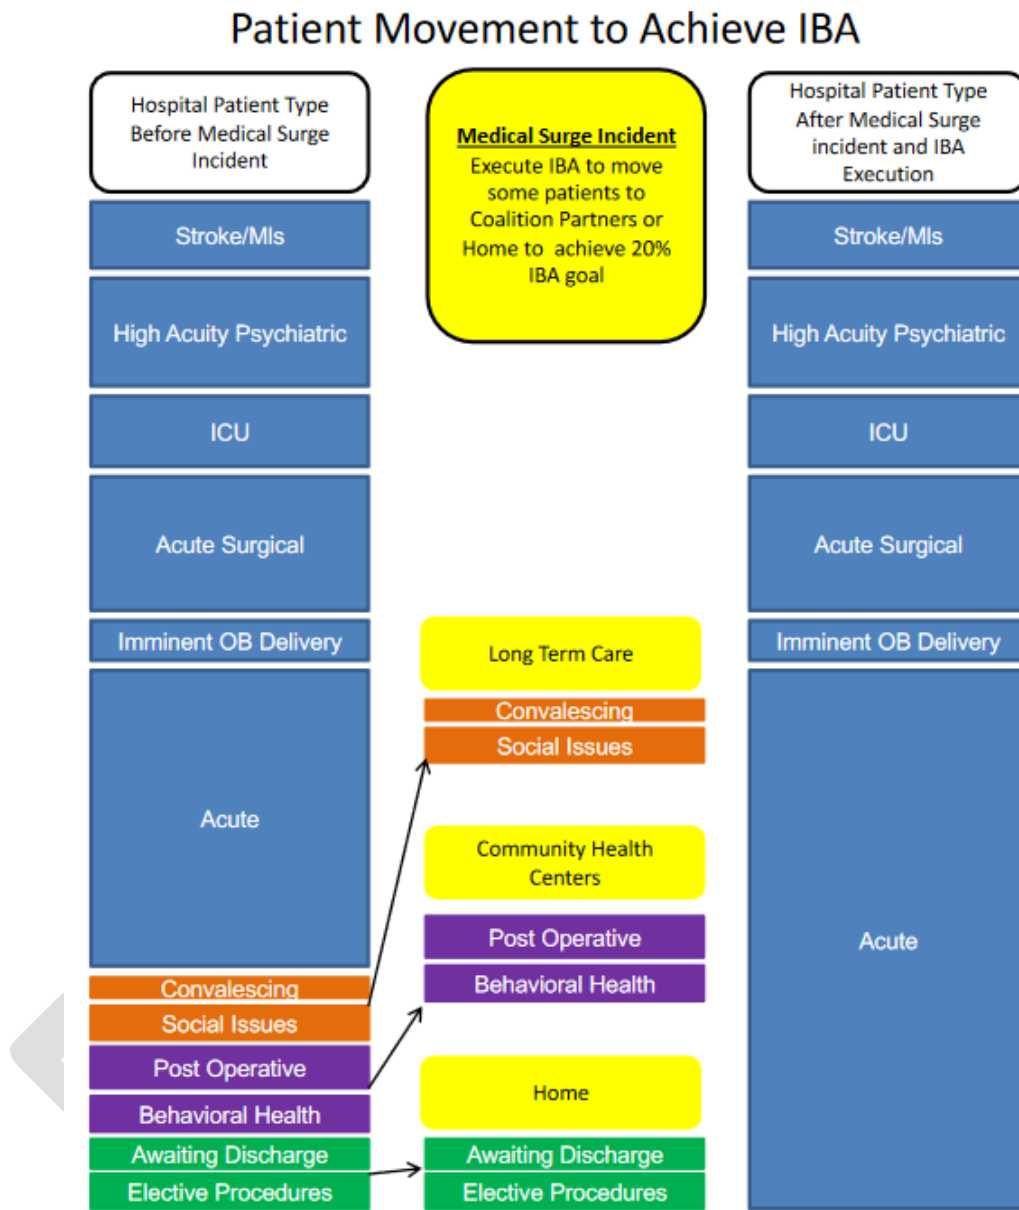 Patient Movement to Achieve IBA
Hospital Patient Type
Before Medical Surge
Incident
Stroke/MIs
High Acuity Psychiatric
ICU
Acute Surgical
Imminent OB Delivery
Acute
Convalescing
Social Issues
Post Operative
Behavioral Health
Awaiting Discharge
Elective Procedures
Medical Surge Incident
Execute IBA to move
some patients to
Coalition Partners or
Home to achieve 20%
IBA goal
Long Term Care
Convalescing
Social Issues
Community Health
Centers
Post Operative
Behavioral Health
Home
Awaiting Discharge
Elective Procedures
Hospital Patient Type
After Medical Surge
incident and IBA
Execution
Stroke/MIs
High Acuity Psychiatric
ICU
Acute Surgical
Imminent OB Delivery
Acute